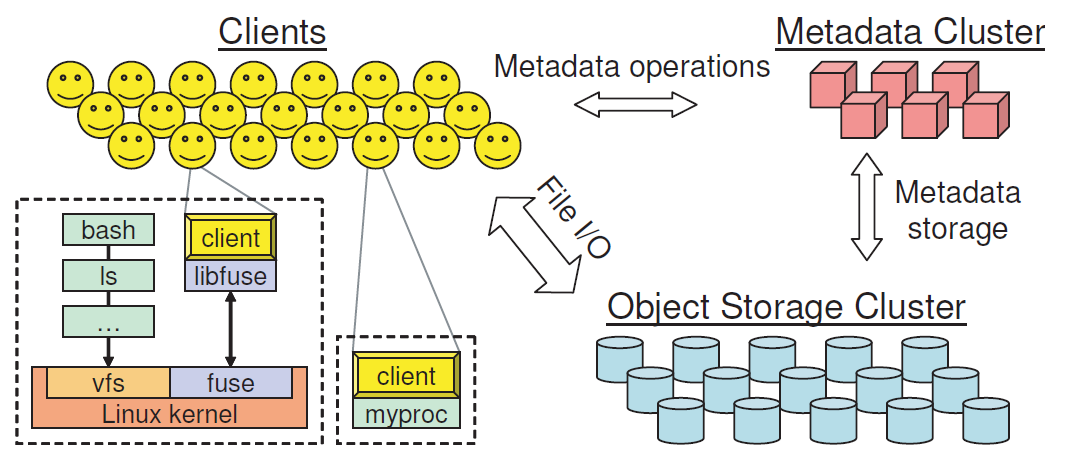 Clients
Metadata Cluster
Metadata operations
File I/O
Metadata
storage
Object Storage Cluster
bash
ls
...
client
libfuse
vfs
fuse
Linux kernel
client
myproc